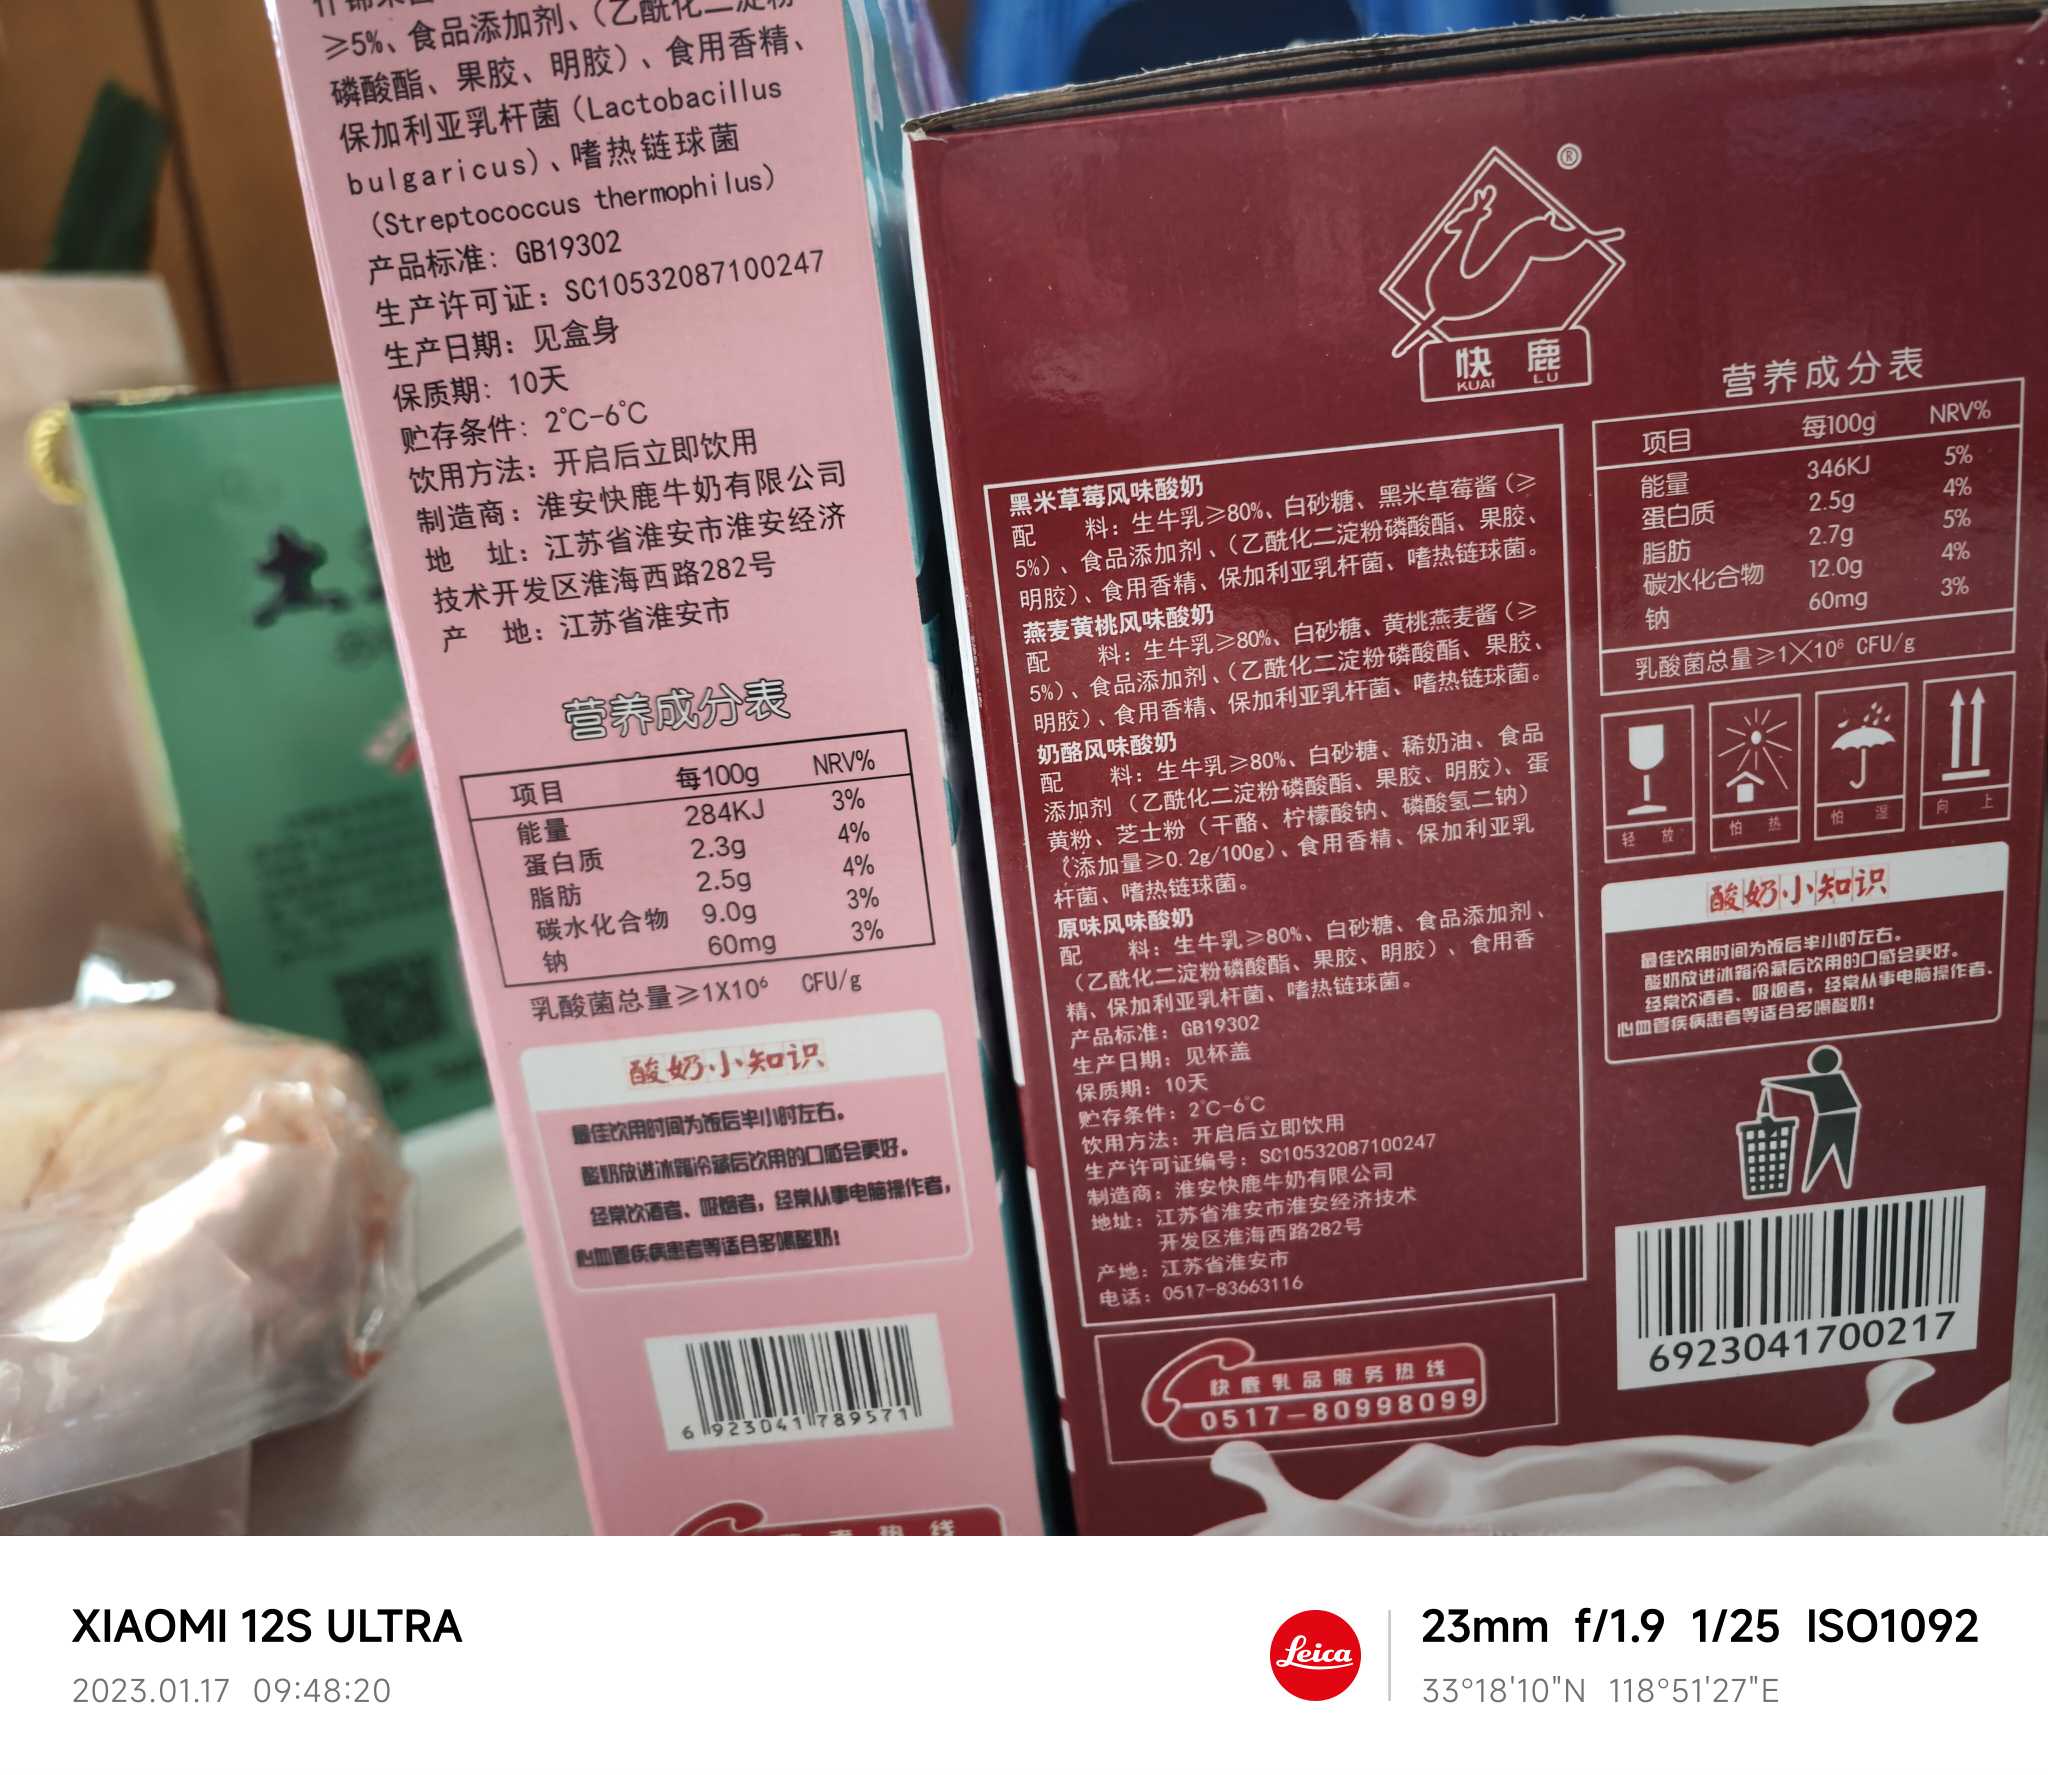 ≥5%、食品添加剂、（乙酰化二淀粉
磷酸酯、果胶、明胶）、食用香精、
保加利亚乳杆菌（Lactobacillus
bulgaricus）、嗜热链球菌
（Streptococcus thermophilus）
产品标准：GB19302
生产许可证：SC10532087100247
生产日期：见盒身
保质期：10天
贮存条件：2℃-6℃
饮用方法：开启后立即饮用
制造商：淮安快鹿牛奶有限公司
地 址：江苏省淮安市淮安经济
技术开发区淮海西路282号
产 地：江苏省淮安市
营养成分表
项目 每100g NRV%
能量 284KJ 3%
蛋白质 2.3g 4%
脂肪 2.5g 4%
碳水化合物 9.0g 3%
钠 60mg 3%
乳酸菌总量≥1X10⁶ CFU/g
酸奶小知识
最佳饮用时间为饭后半小时左右。
酸奶放进冰箱冷藏后饮用的口感会更好。
经常饮酒者、吸烟者，经常从事电脑操作者，
心血管疾病患者等适合多喝酸奶！
6 923041 789571
快鹿
KUAI LU
®
黑米草莓风味酸奶
配 料：生牛乳≥80%、白砂糖、黑米草莓酱（≥
5%）、食品添加剂、（乙酰化二淀粉磷酸酯、果胶、
明胶）、食用香精、保加利亚乳杆菌、嗜热链球菌。
燕麦黄桃风味酸奶
配 料：生牛乳≥80%、白砂糖、黄桃燕麦酱（≥
5%）、食品添加剂、（乙酰化二淀粉磷酸酯、果胶、
明胶）、食用香精、保加利亚乳杆菌、嗜热链球菌。
奶酪风味酸奶
配 料：生牛乳≥80%、白砂糖、稀奶油、食品
添加剂（乙酰化二淀粉磷酸酯、果胶、明胶）、蛋
黄粉、芝士粉（干酪、柠檬酸钠、磷酸氢二钠）
（添加量≥0.2g/100g）、食用香精、保加利亚乳
杆菌、嗜热链球菌。
原味风味酸奶
配 料：生牛乳≥80%、白砂糖、食品添加剂、
（乙酰化二淀粉磷酸酯、果胶、明胶）、食用香
精、保加利亚乳杆菌、嗜热链球菌。
产品标准：GB19302
生产日期：见杯盖
保质期：10天
贮存条件：2℃-6℃
饮用方法：开启后立即饮用
生产许可证编号：SC10532087100247
制造商：淮安快鹿牛奶有限公司
地址：江苏省淮安市淮安经济技术
开发区淮海西路282号
产地：江苏省淮安市
电话：0517-83663116
快鹿乳品服务热线
0517-80998099
营养成分表
项目 每100g NRV%
能量 346KJ 5%
蛋白质 2.5g 4%
脂肪 2.7g 5%
碳水化合物 12.0g 4%
钠 60mg 3%
乳酸菌总量≥1×10⁶ CFU/g
轻放 怕热 怕湿 向上
酸奶小知识
最佳饮用时间为饭后半小时左右。
酸奶放进冰箱冷藏后饮用的口感会更好。
经常饮酒者、吸烟者，经常从事电脑操作者、
心血管疾病患者等适合多喝酸奶！
6923041700217
XIAOMI 12S ULTRA
2023.01.17 09:48:20
Leica
23mm f/1.9 1/25 ISO1092
33°18'10"N 118°51'27"E